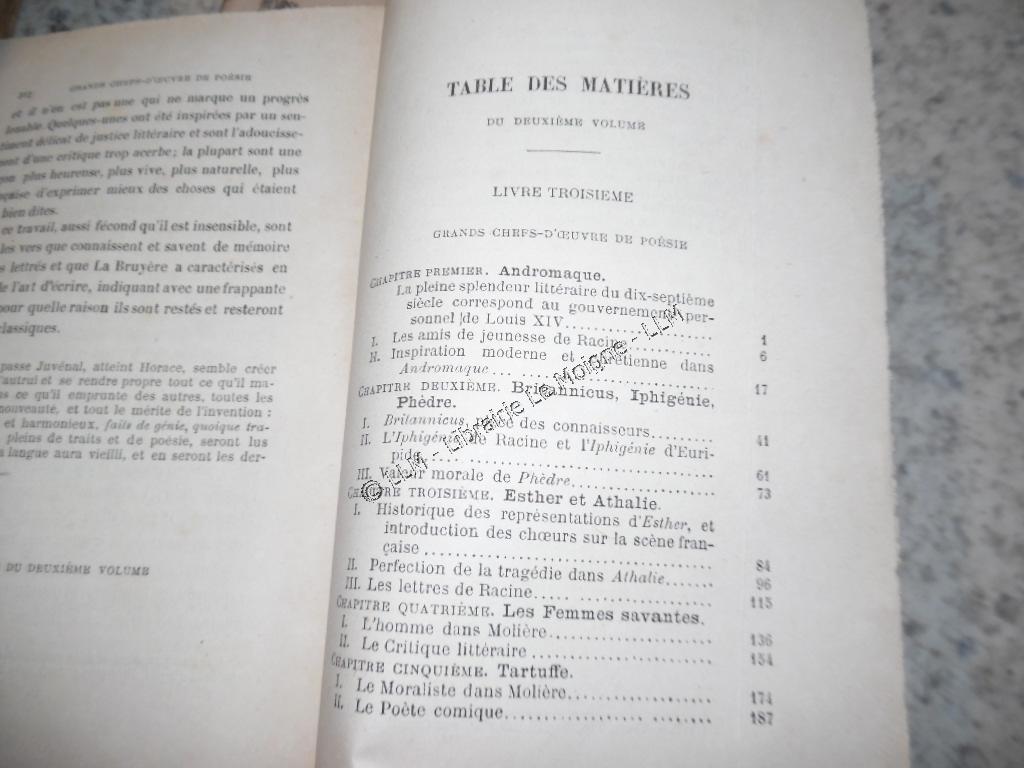 GRANDS CHEFS-D'ŒUVRE DE POÉSIE
et il n'en est pas une qui ne marque un progrès
Quelques-unes ont été inspirées par un sen-
timent délicat de justice littéraire et sont l'adoucisse-
d'une critique trop acerbe; la plupart sont une
plus heureuse, plus vive, plus naturelle, plus
d'exprimer mieux des choses qui étaient
bien dites.
ce travail, aussi fécond qu'il est insensible, sont
les vers que connaissent et savent de mémoire
lettrés et que La Bruyère a caractérisés en
l'art d'écrire, indiquant avec une frappante
pour quelle raison ils sont restés et resteront
classiques.
passe Juvénal, atteint Horace, semble créer
d'autrui et se rendre propre tout ce qu'il ma-
ce qu'il emprunte des autres, toutes les
nouveauté, et tout le mérite de l'invention :
et harmonieux, faits de génie, quoique tra-
pleins de traits et de poésie, seront lus
langue aura vieilli, et en seront les der-
DU DEUXIÈME VOLUME
TABLE DES MATIÈRES
DU DEUXIÈME VOLUME
LIVRE TROISIEME
GRANDS CHEFS-D'ŒUVRE DE POÉSIE
CHAPITRE PREMIER. Andromaque.
La pleine splendeur littéraire du dix-septième
siècle correspond au gouvernement per-
sonnel de Louis XIV.............. 1
I. Les amis de jeunesse de Racine........ 6
II. Inspiration moderne et chrétienne dans
Andromaque.................. 17
CHAPITRE DEUXIÈME. Britannicus, Iphigénie,
Phèdre.
I. Britannicus, pièce des connaisseurs........ 41
II. L'Iphigénie de Racine et l'Iphigénie d'Euri-
pide.................. 61
III. Valeur morale de Phèdre.............. 73
CHAPITRE TROISIÈME. Esther et Athalie.
I. Historique des représentations d'Esther, et
introduction des chœurs sur la scène fran-
çaise.................. 84
II. Perfection de la tragédie dans Athalie...... 96
III. Les lettres de Racine.................. 115
CHAPITRE QUATRIÈME. Les Femmes savantes.
I. L'homme dans Molière.................. 136
II. Le Critique littéraire.................. 154
CHAPITRE CINQUIÈME. Tartuffe.
I. Le Moraliste dans Molière.................. 174
II. Le Poète comique.................. 187
© LLM - Librairie Le Moigne - LLM